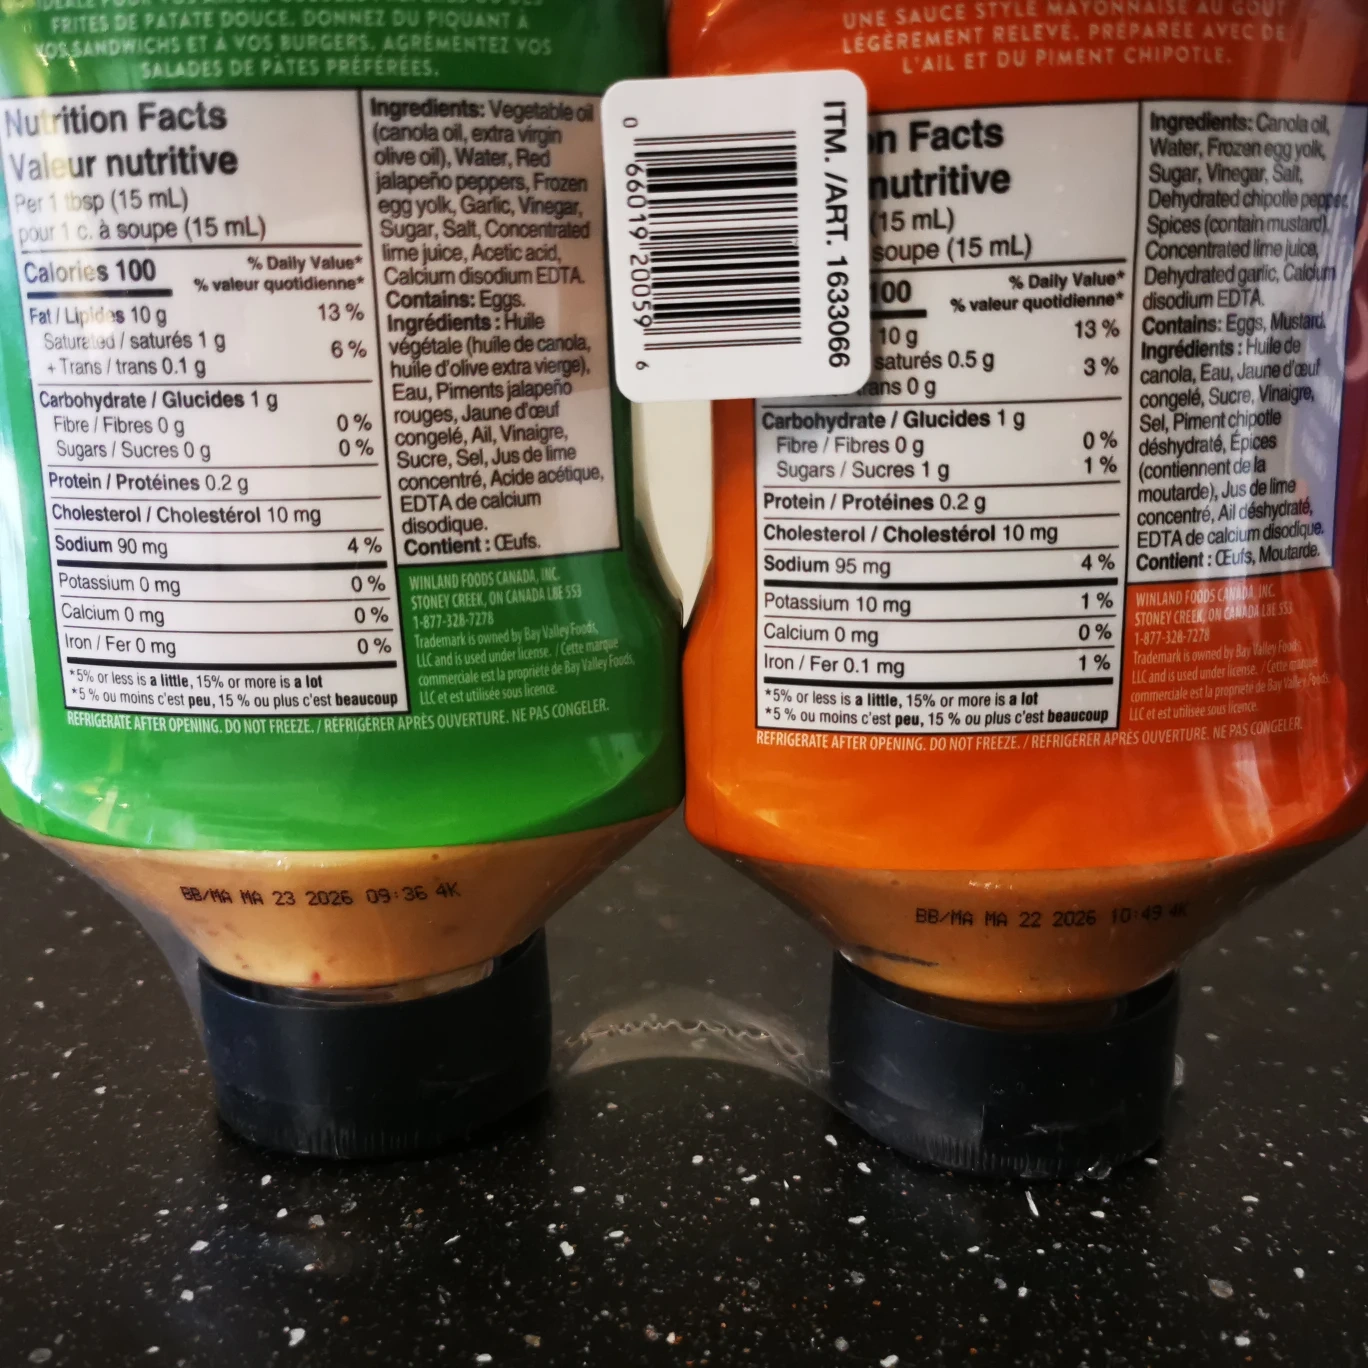 FRITES DE PATATE DOUCE. DONNEZ DU PIQUANT À
VOS SANDWICHS ET À VOS BURGERS. AGRÉMENTEZ VOS
SALADES DE PÂTES PRÉFÉRÉES.
Nutrition Facts
Valeur nutritive
Per 1 tbsp (15 mL)
pour 1 c. à soupe (15 mL)
Calories 100
% Daily Value*
% valeur quotidienne*
Fat / Lipides 10 g 13 %
Saturated / saturés 1 g
+ Trans / trans 0.1 g
6 %
Carbohydrate / Glucides 1 g
Fibre / Fibres 0 g 0 %
Sugars / Sucres 0 g 0 %
Protein / Protéines 0.2 g
Cholesterol / Cholestérol 10 mg
Sodium 90 mg 4 %
Potassium 0 mg 0 %
Calcium 0 mg 0 %
Iron / Fer 0 mg 0 %
*5% or less is a little, 15% or more is a lot
*5 % ou moins c'est peu, 15 % ou plus c'est beaucoup
Ingredients: Vegetable oil
(canola oil, extra virgin
olive oil), Water, Red
jalapeño peppers, Frozen
egg yolk, Garlic, Vinegar,
Sugar, Salt, Concentrated
lime juice, Acetic acid,
Calcium disodium EDTA.
Contains: Eggs.
Ingrédients : Huile
végétale (huile de canola,
huile d'olive extra vierge),
Eau, Piments jalapeño
rouges, Jaune d'œuf
congelé, Ail, Vinaigre,
Sucre, Sel, Jus de lime
concentré, Acide acétique,
EDTA de calcium
disodique.
Contient : Œufs.
WINLAND FOODS CANADA, INC.
STONEY CREEK, ON CANADA L8E 5S3
1-877-328-7278
Trademark is owned by Bay Valley Foods,
LLC and is used under license. / Cette marque
commerciale est la propriété de Bay Valley Foods,
LLC et est utilisée sous licence.
REFRIGERATE AFTER OPENING. DO NOT FREEZE. / RÉFRIGÉRER APRÈS OUVERTURE. NE PAS CONGELER.
BB/MA MA 23 2026 09:36 4K
0 66019 20059 6
ITM. /ART. 1633066
UNE SAUCE STYLE MAYONNAISE AU GOÛT
LÉGÈREMENT RELEVÉ. PRÉPARÉE AVEC DE
L'AIL ET DU PIMENT CHIPOTLE.
on Facts
nutritive
(15 mL)
soupe (15 mL)
100
% Daily Value*
% valeur quotidienne*
10 g 13 %
saturés 0.5 g
rans 0 g
3 %
Carbohydrate / Glucides 1 g
Fibre / Fibres 0 g 0 %
Sugars / Sucres 1 g 1 %
Protein / Protéines 0.2 g
Cholesterol / Cholestérol 10 mg
Sodium 95 mg 4 %
Potassium 10 mg 1 %
Calcium 0 mg 0 %
Iron / Fer 0.1 mg 1 %
*5% or less is a little, 15% or more is a lot
*5 % ou moins c'est peu, 15 % ou plus c'est beaucoup
Ingredients: Canola oil,
Water, Frozen egg yolk,
Sugar, Vinegar, Salt,
Dehydrated chipotle pepper,
Spices (contain mustard),
Concentrated lime juice,
Dehydrated garlic, Calcium
disodium EDTA.
Contains: Eggs, Mustard.
Ingrédients : Huile de
canola, Eau, Jaune d'œuf
congelé, Sucre, Vinaigre,
Sel, Piment chipotle
déshydraté, Épices
(contiennent de la
moutarde), Jus de lime
concentré, Ail déshydraté,
EDTA de calcium disodique.
Contient : Œufs, Moutarde.
WINLAND FOODS CANADA, INC.
STONEY CREEK, ON CANADA L8E 5S3
1-877-328-7278
Trademark is owned by Bay Valley Foods,
LLC and is used under license. / Cette marque
commerciale est la propriété de Bay Valley Foods,
LLC et est utilisée sous licence.
REFRIGERATE AFTER OPENING. DO NOT FREEZE. / RÉFRIGÉRER APRÈS OUVERTURE. NE PAS CONGELER.
BB/MA MA 22 2026 10:49 4K